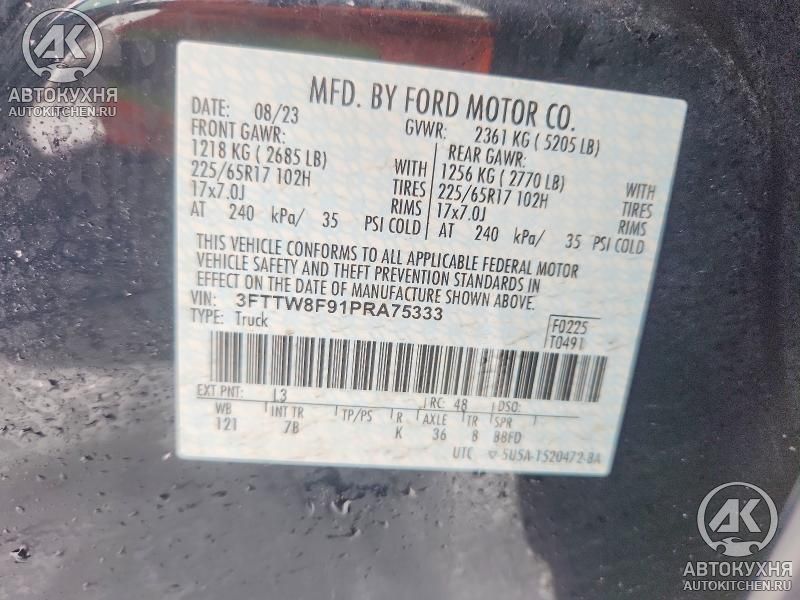 АК
АВТОКУХНЯ
AUTOKITCHEN.RU
MFD. BY FORD MOTOR CO.
DATE: 08/23
GVWR: 2361 KG ( 5205 LB)
FRONT GAWR:
REAR GAWR:
1218 KG ( 2685 LB) WITH
1256 KG ( 2770 LB) WITH
225/65R17 102H TIRES
225/65R17 102H TIRES
17x7.0J RIMS
17x7.0J RIMS
AT 240 kPa/ 35 PSI COLD
AT 240 kPa/ 35 PSI COLD
THIS VEHICLE CONFORMS TO ALL APPLICABLE FEDERAL MOTOR
VEHICLE SAFETY AND THEFT PREVENTION STANDARDS IN
EFFECT ON THE DATE OF MANUFACTURE SHOWN ABOVE.
VIN: 3FTTW8F91PRA75333
TYPE: Truck
F0225
T0491
EXT PNT: L3 RC: 48 DSO:
WB INT TR TP/PS R AXLE TR SPR
121 7B K 36 8 B8FD
UTC 5U5A-1520472-BA
АК
АВТОКУХНЯ
AUTOKITCHEN.RU